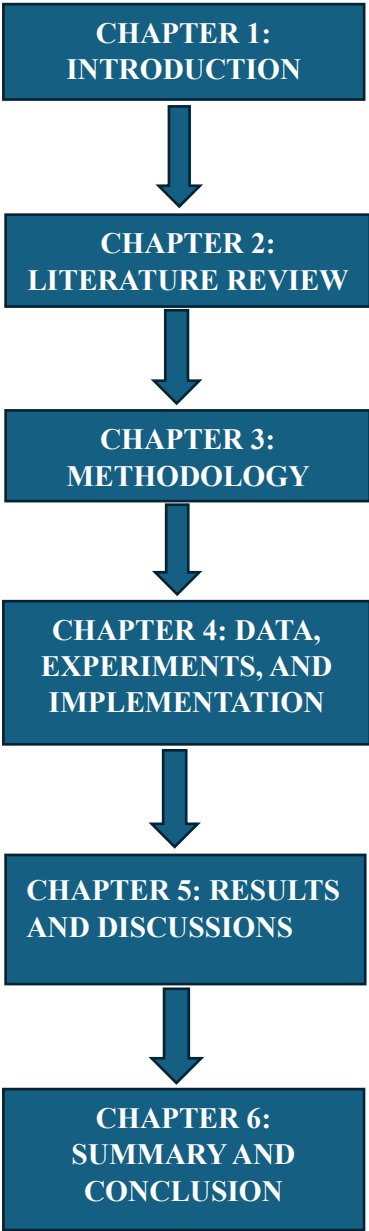 CHAPTER 1:
INTRODUCTION
CHAPTER 2:
LITERATURE REVIEW
CHAPTER 3:
METHODOLOGY
CHAPTER 4: DATA,
EXPERIMENTS, AND
IMPLEMENTATION
CHAPTER 5: RESULTS
AND DISCUSSIONS
CHAPTER 6:
SUMMARY AND
CONCLUSION